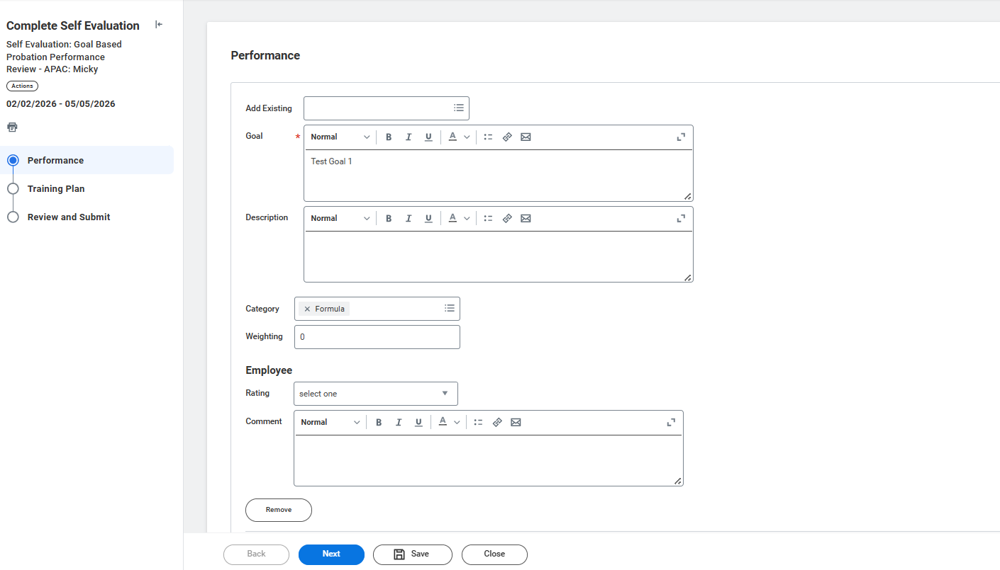 Complete Self Evaluation
Self Evaluation: Goal Based
Probation Performance
Review - APAC: Micky
Actions
02/02/2026 - 05/05/2026
Performance
Training Plan
Review and Submit
Performance
Add Existing
Goal *
Normal B I U A
Test Goal 1
Description
Normal B I U A
Category
× Formula
Weighting
0
Employee
Rating
select one
Comment
Normal B I U A
Remove
Back
Next
Save
Close